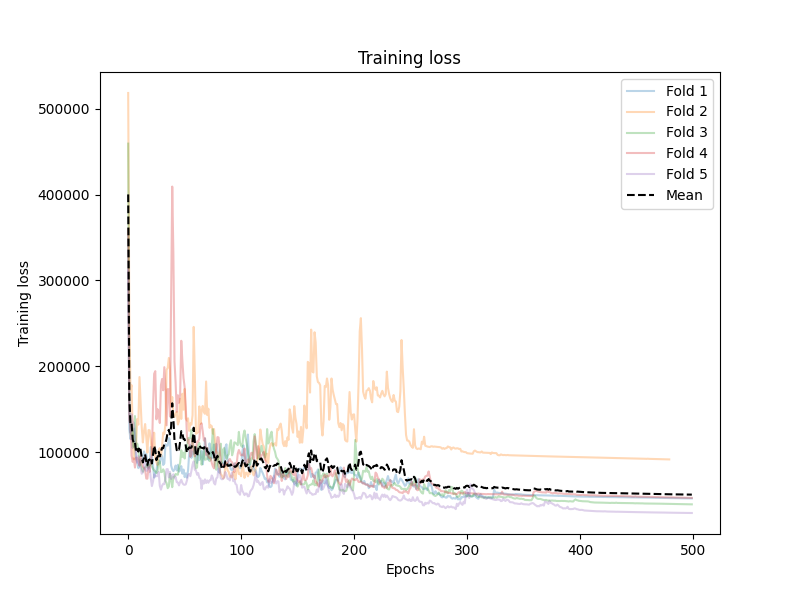 Training loss
Training loss
500000
400000
300000
200000
100000
0
100
200
300
400
500
Epochs
Fold 1
Fold 2
Fold 3
Fold 4
Fold 5
Mean